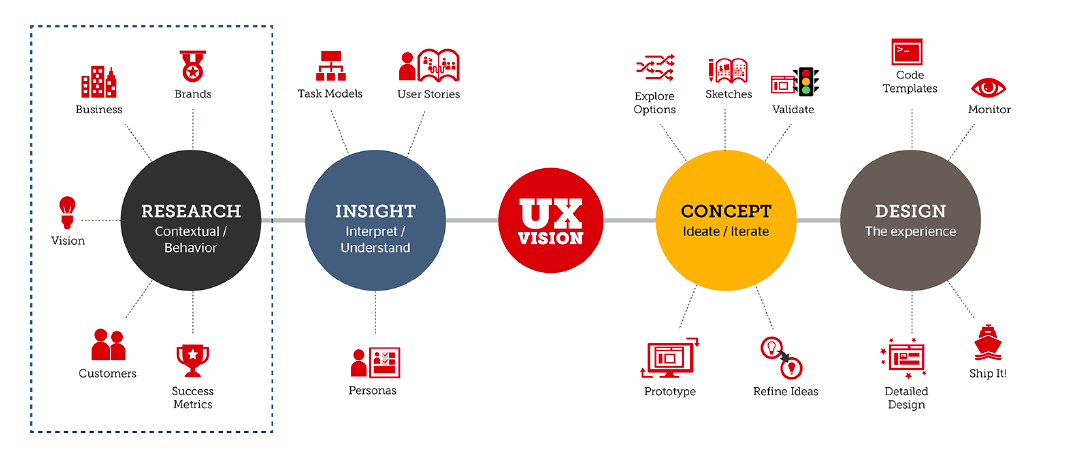 Business
Brands
Vision
RESEARCH
Contextual /
Behavior
Customers
Success
Metrics
Task Models
User Stories
INSIGHT
Interpret /
Understand
Personas
UX
VISION
Explore
Options
Sketches
Validate
CONCEPT
Ideate / Iterate
Prototype
Refine Ideas
Code
Templates
Monitor
DESIGN
The experience
Detailed
Design
Ship It!